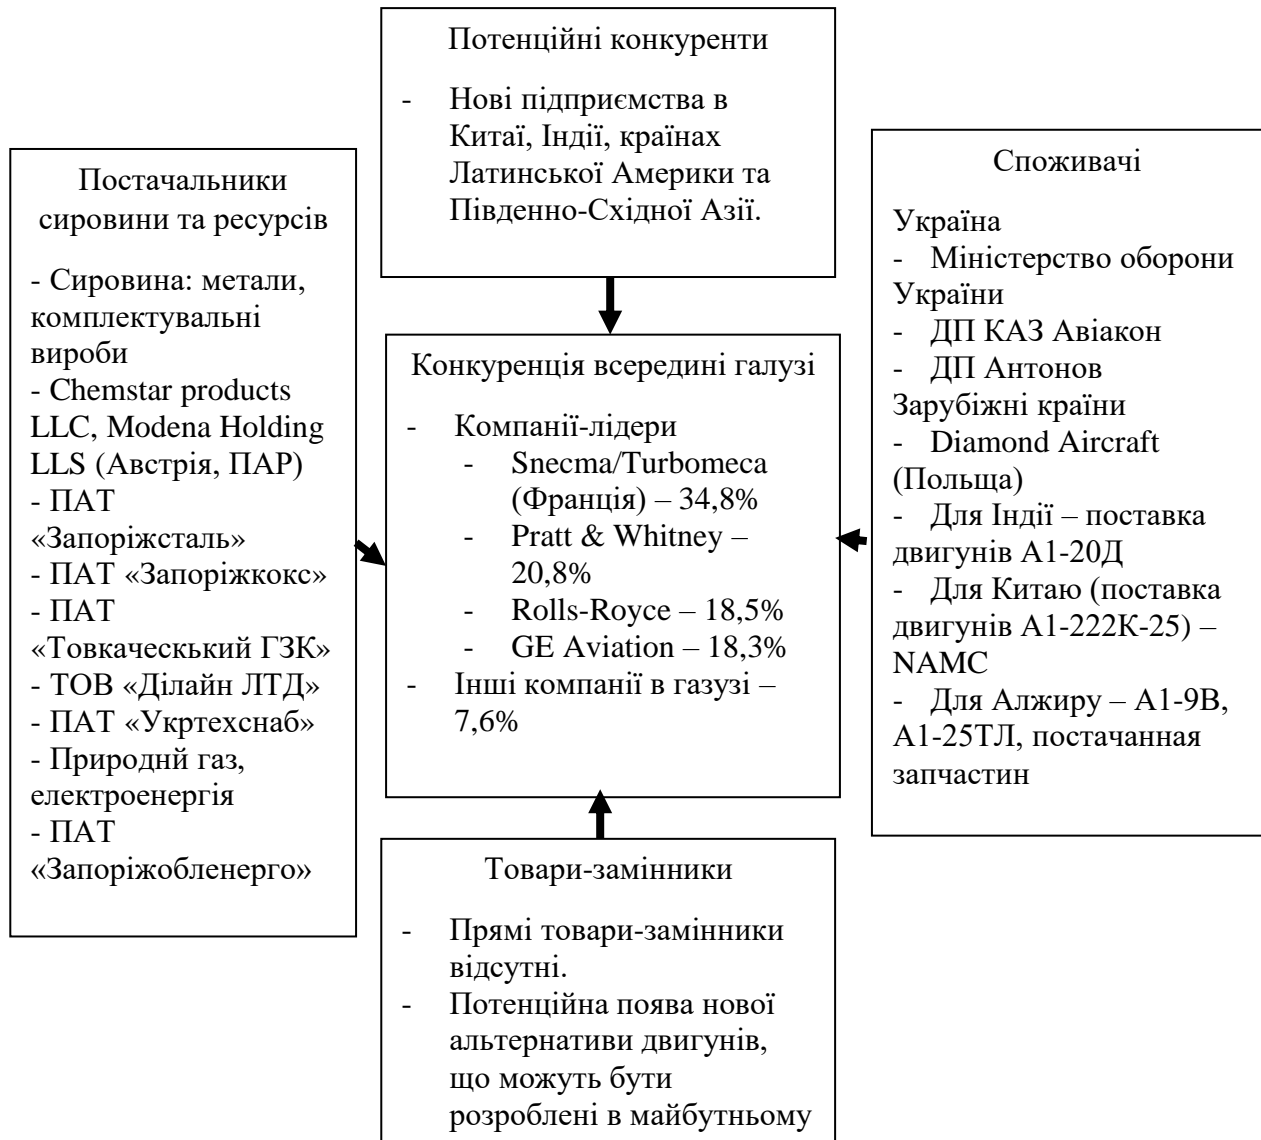 Потенційні конкуренти
- Нові підприємства в
Китаї, Індії, країнах
Латинської Америки та
Південно-Східної Азії.
Постачальники
сировини та ресурсів
- Сировина: метали,
комплектувальні
вироби
- Chemstar products
LLC, Modena Holding
LLS (Австрія, ПАР)
- ПАТ
«Запоріжсталь»
- ПАТ «Запоріжкокс»
- ПАТ
«Товкачеськький ГЗК»
- ТОВ «Ділайн ЛТД»
- ПАТ «Укртехснаб»
- Природнй газ,
електроенергія
- ПАТ
«Запоріжобленерго»
Конкуренція всередині галузі
- Компанії-лідери
- Snecma/Turbomeca
(Франція) – 34,8%
- Pratt & Whitney –
20,8%
- Rolls-Royce – 18,5%
- GE Aviation – 18,3%
- Інші компанії в газузі –
7,6%
Споживачі
Україна
- Міністерство оборони
України
- ДП КАЗ Авіакон
- ДП Антонов
Зарубіжні країни
- Diamond Aircraft
(Польща)
- Для Індії – поставка
двигунів А1-20Д
- Для Китаю (поставка
двигунів А1-222К-25) –
NAMC
- Для Алжиру – А1-9В,
А1-25ТЛ, постачанная
запчастин
Товари-замінники
- Прямі товари-замінники
відсутні.
- Потенційна поява нової
альтернативи двигунів,
що можуть бути
розроблені в майбутньому